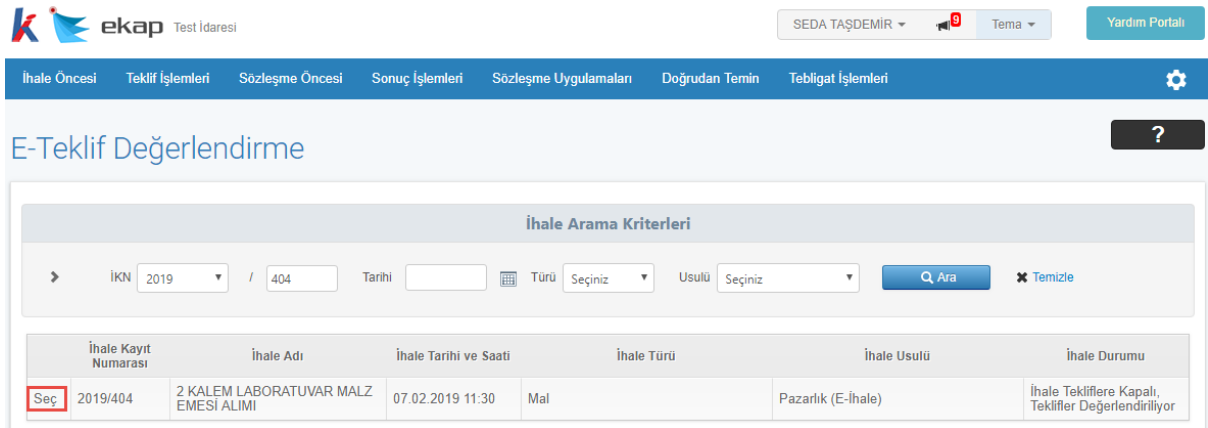 ekap Test İdaresi SEDA TAŞDEMİR 9 Tema Yardım Portalı
İhale Öncesi Teklif İşlemleri Sözleşme Öncesi Sonuç İşlemleri Sözleşme Uygulamaları Doğrudan Temin Tebligat İşlemleri
E-Teklif Değerlendirme ?
İhale Arama Kriterleri
İKN 2019 / 404 Tarihi Türü Seçiniz Usulü Seçiniz Ara Temizle
İhale Kayıt
Numarası İhale Adı İhale Tarihi ve Saati İhale Türü İhale Usulü İhale Durumu
Seç 2019/404 2 KALEM LABORATUVAR MALZ 07.02.2019 11:30 Mal Pazarlık (E-İhale) İhale Tekliflere Kapalı,
EMESİ ALIMI Teklifler Değerlendiriliyor